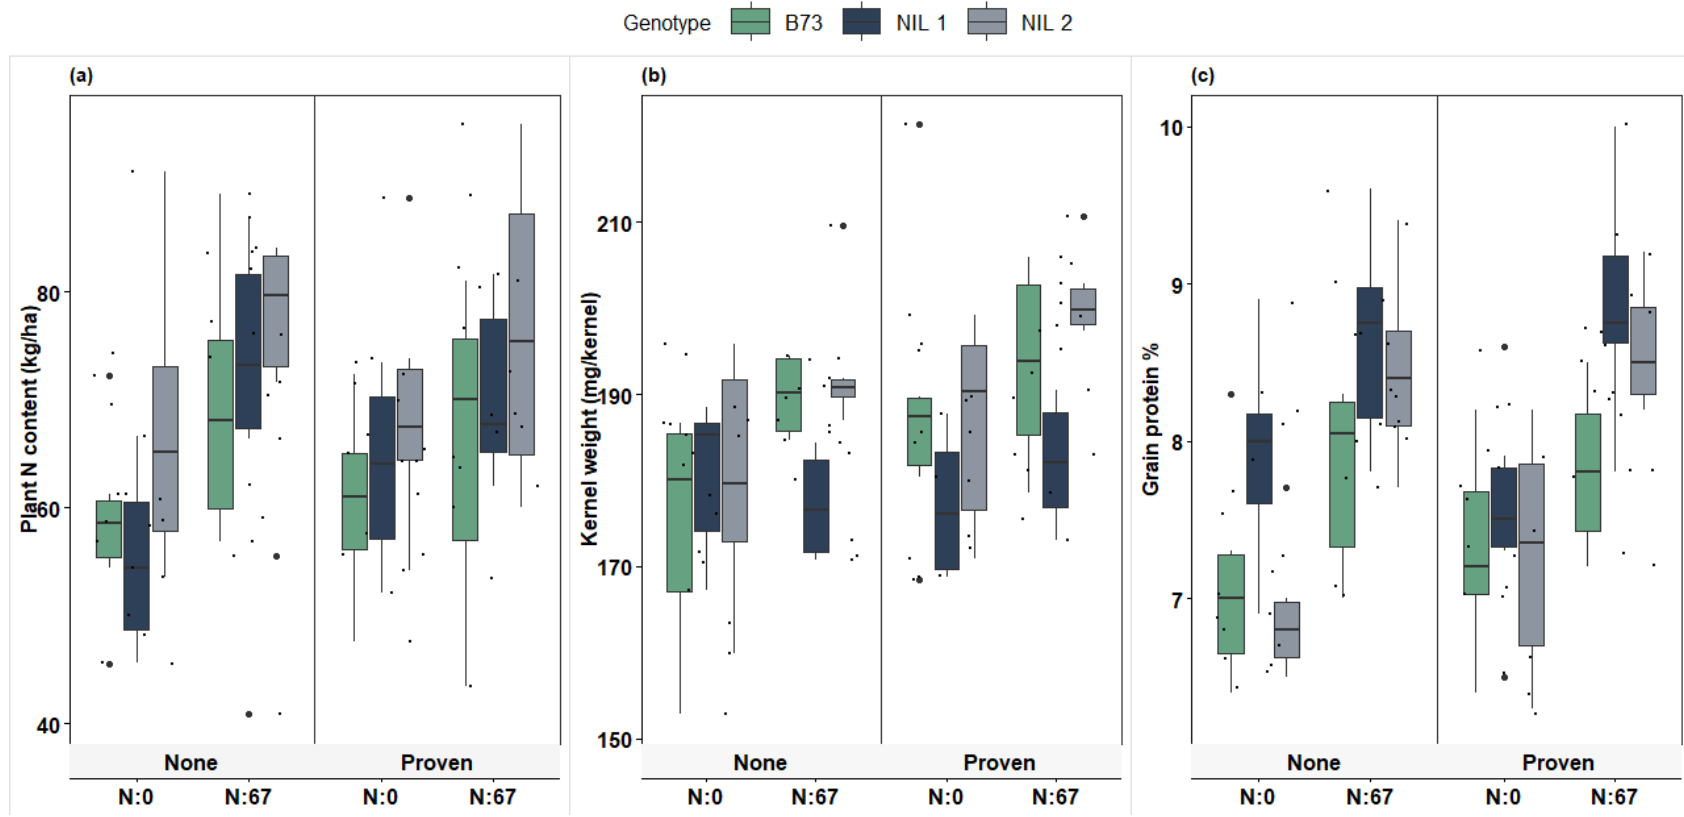 Genotype B73 NIL 1 NIL 2
(a) (b) (c)
Plant N content (kg/ha)
80
60
40
None Proven
N:0 N:67 N:0 N:67
Kernel weight (mg/kernel)
210
190
170
150
None Proven
N:0 N:67 N:0 N:67
Grain protein %
10
9
8
7
None Proven
N:0 N:67 N:0 N:67